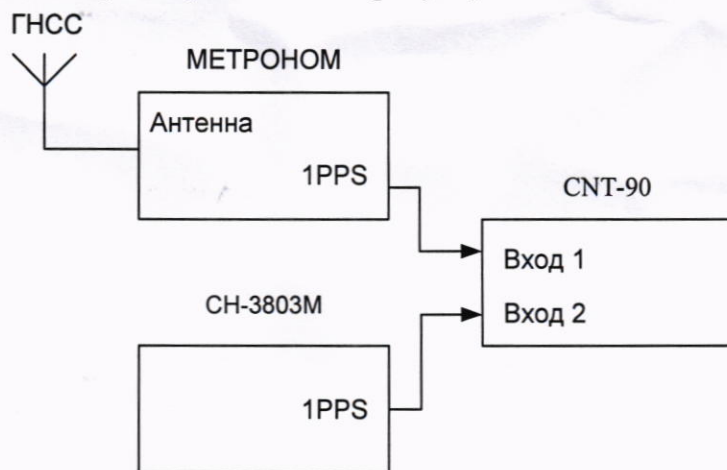 ГНСС
МЕТРОНОМ
Антенна
1PPS
CNT-90
Вход 1
Вход 2
СН-3803М
1PPS